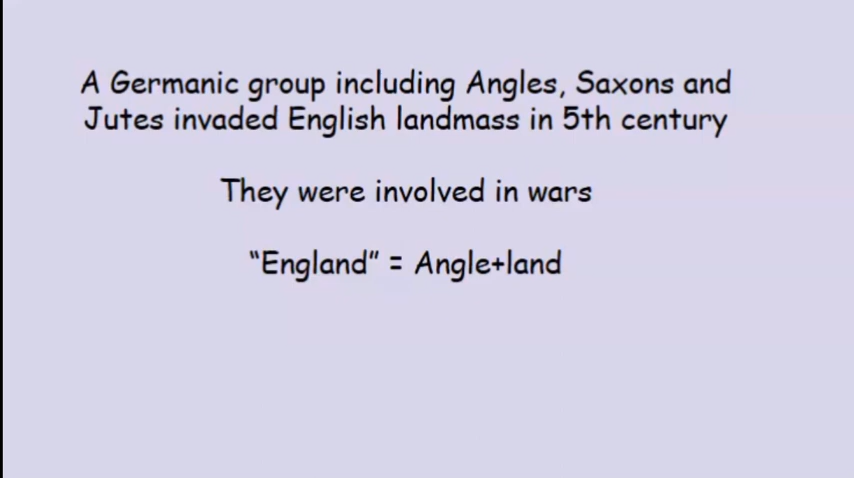 A Germanic group including Angles, Saxons and
Jutes invaded English landmass in 5th century
They were involved in wars
“England” = Angle+land